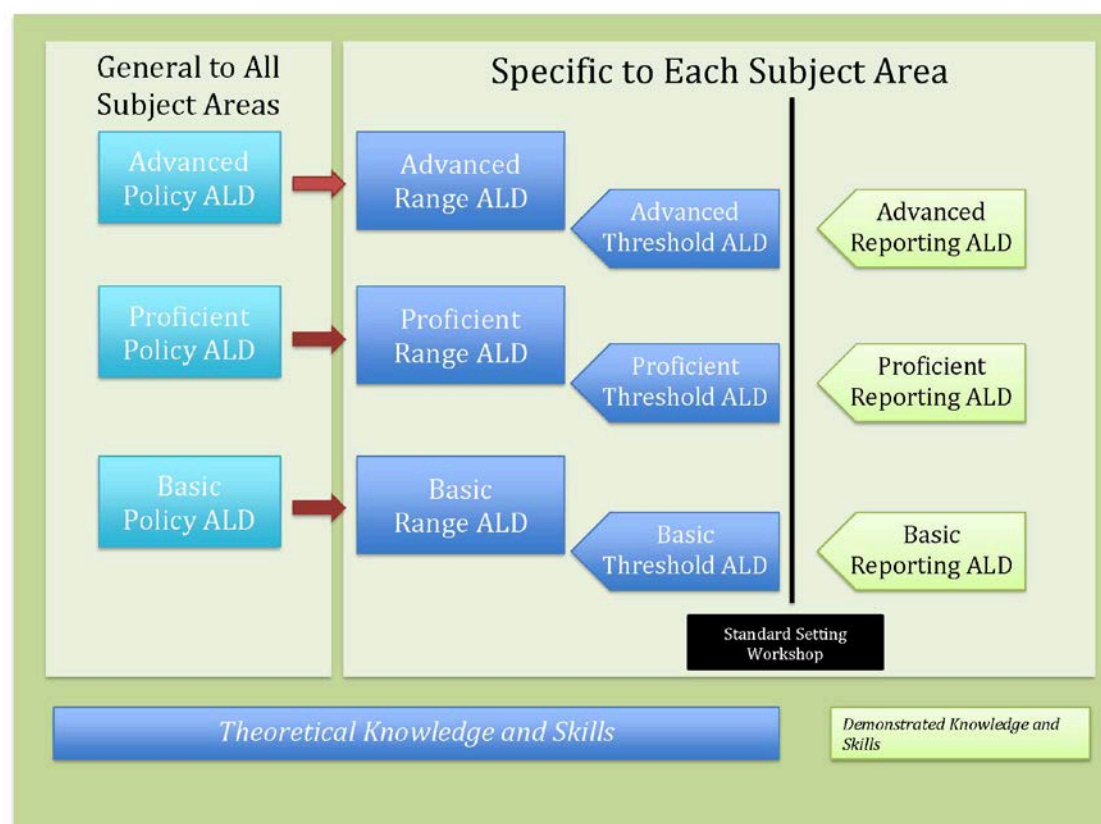 General to All
Subject Areas
Specific to Each Subject Area
Advanced
Policy ALD
Advanced
Range ALD
Advanced
Threshold ALD
Advanced
Reporting ALD
Proficient
Policy ALD
Proficient
Range ALD
Proficient
Threshold ALD
Proficient
Reporting ALD
Basic
Policy ALD
Basic
Range ALD
Basic
Threshold ALD
Basic
Reporting ALD
Standard Setting
Workshop
Theoretical Knowledge and Skills
Demonstrated Knowledge and
Skills